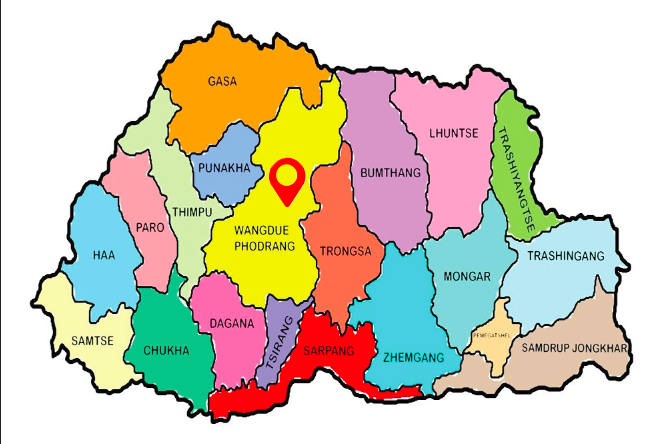 GASA
LHUNTSE
TRASHIYANGTSE
PUNAKHA
BUMTHANG
THIMPU
PARO
WANGDUE
PHODRANG
TRONGSA
HAA
TRASHINGANG
MONGAR
DAGANA
TSIRANG
SAMTSE
CHUKHA
SARPANG
ZHEMGANG
PEMEGATSHEL
SAMDRUP JONGKHAR